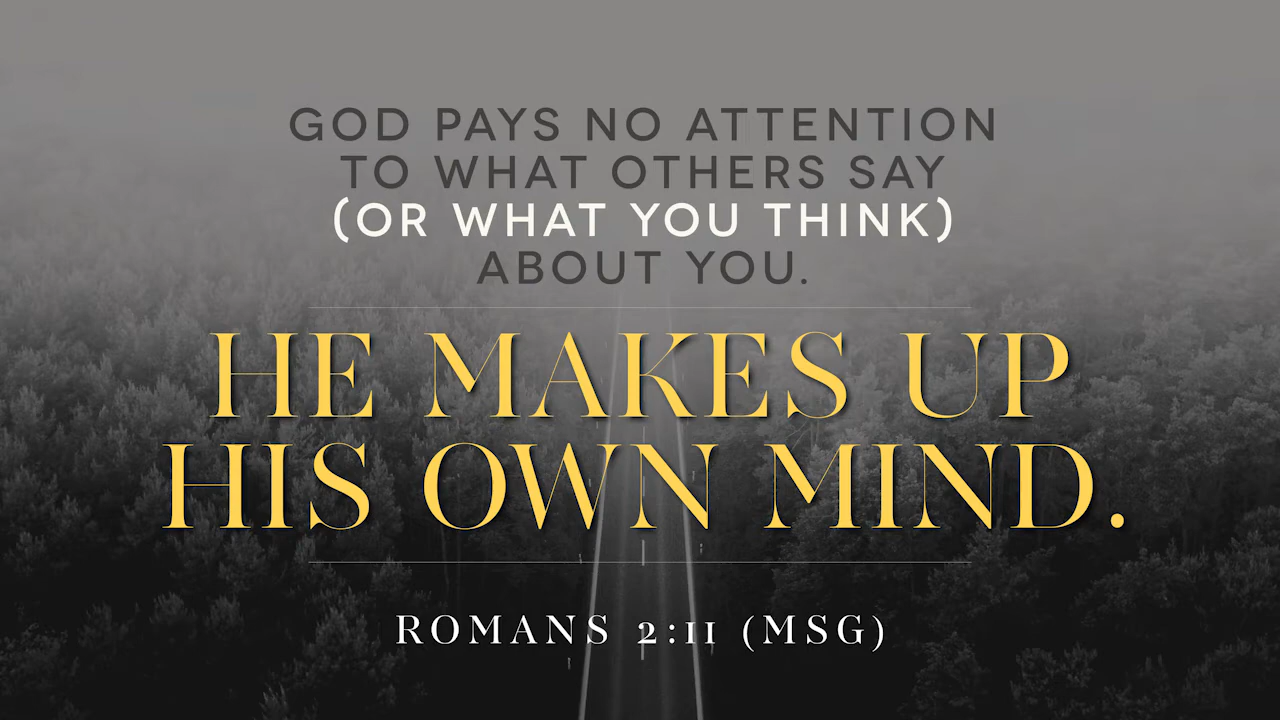 GOD PAYS NO ATTENTION
TO WHAT OTHERS SAY
(OR WHAT YOU THINK)
ABOUT YOU.
HE MAKES UP
HIS OWN MIND.
ROMANS 2:11 (MSG)